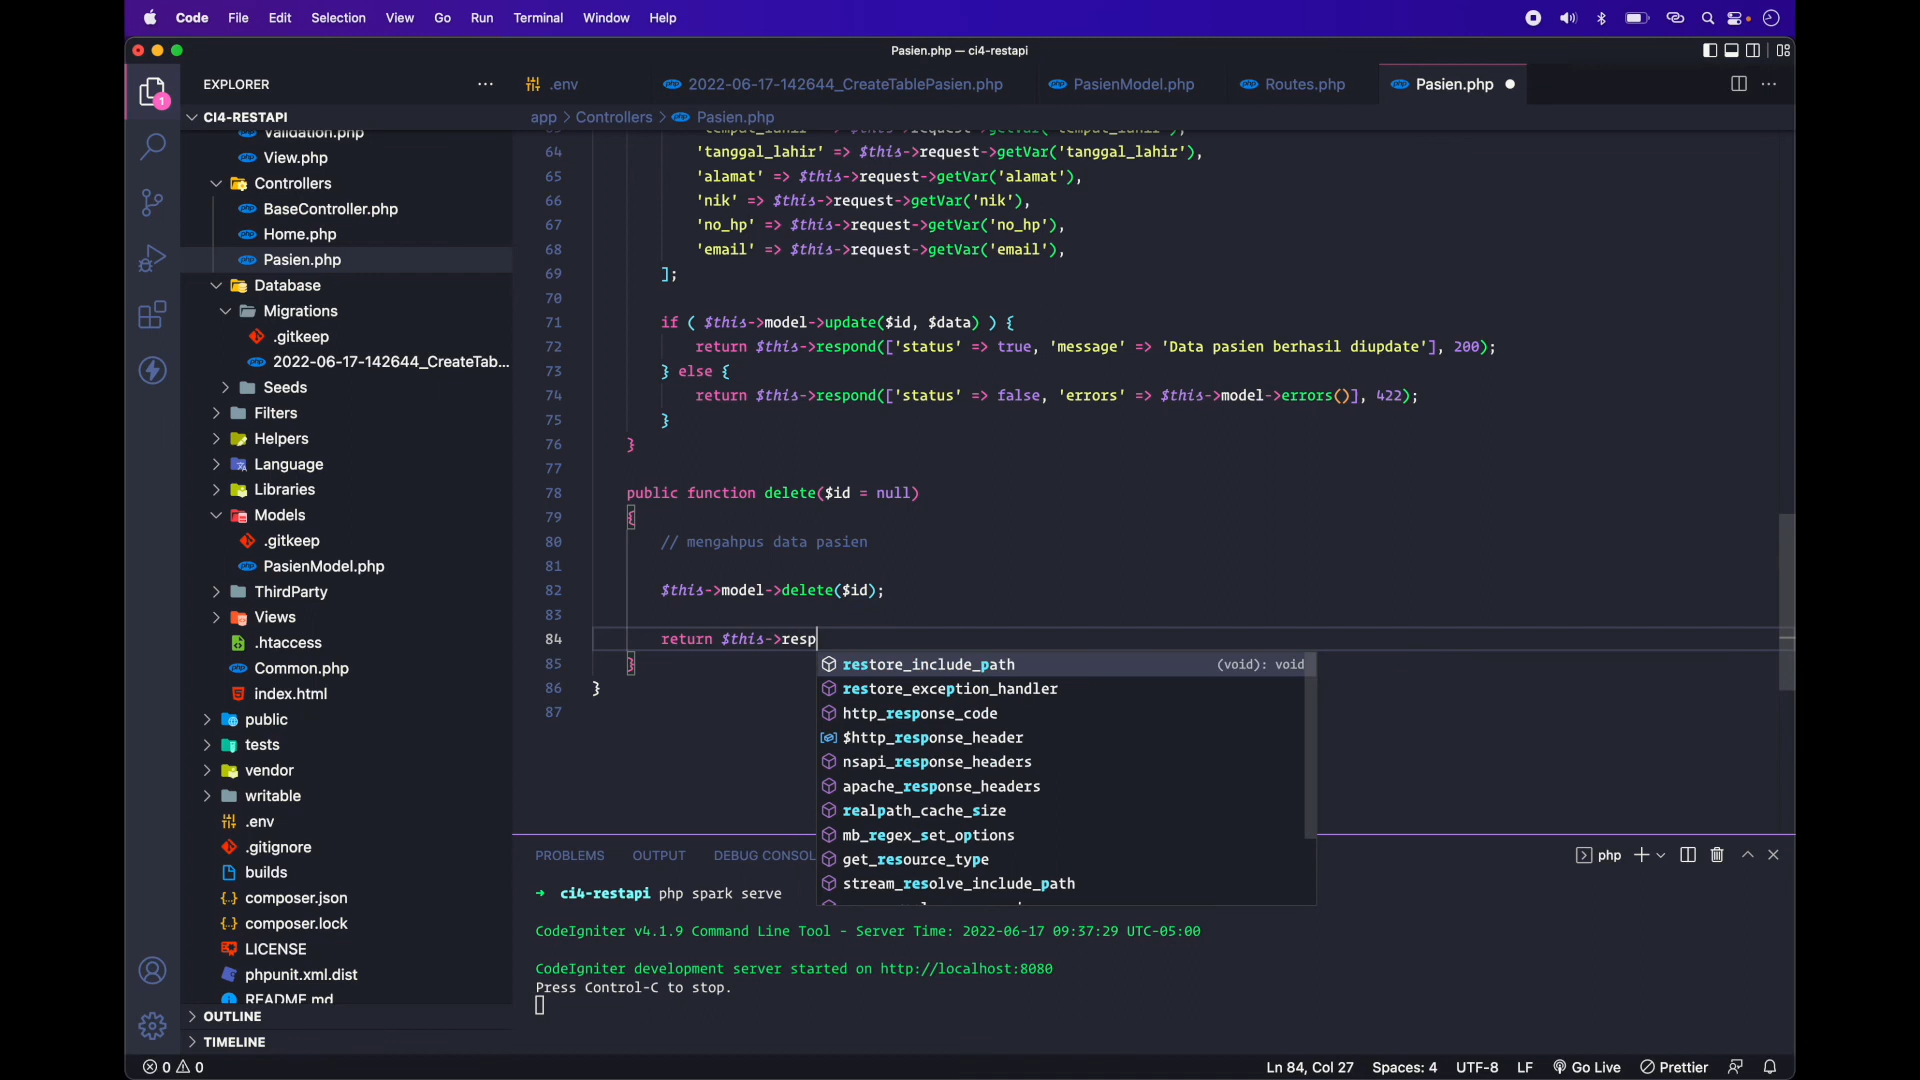 Code File Edit Selection View Go Run Terminal Window Help
Pasien.php — ci4-restapi
EXPLORER
.env
2022-06-17-142644_CreateTablePasien.php
PasienModel.php
Routes.php
Pasien.php
CI4-RESTAPI
app > Controllers > Pasien.php
Validation.php
View.php
Controllers
BaseController.php
Home.php
Pasien.php
Database
Migrations
.gitkeep
2022-06-17-142644_CreateTab...
Seeds
Filters
Helpers
Language
Libraries
Models
.gitkeep
PasienModel.php
ThirdParty
Views
.htaccess
Common.php
index.html
public
tests
vendor
writable
.env
.gitignore
builds
composer.json
composer.lock
LICENSE
phpunit.xml.dist
README.md
OUTLINE
TIMELINE
1
64 'tanggal_lahir' => $this->request->getVar('tanggal_lahir'),
65 'alamat' => $this->request->getVar('alamat'),
66 'nik' => $this->request->getVar('nik'),
67 'no_hp' => $this->request->getVar('no_hp'),
68 'email' => $this->request->getVar('email'),
69 ];
70
71 if ( $this->model->update($id, $data) ) {
72 return $this->respond(['status' => true, 'message' => 'Data pasien berhasil diupdate'], 200);
73 } else {
74 return $this->respond(['status' => false, 'errors' => $this->model->errors()], 422);
75 }
76 }
77
78 public function delete($id = null)
79 {
80 // mengahpus data pasien
81
82 $this->model->delete($id);
83
84 return $this->resp
85 }
86 }
87
restore_include_path (void): void
restore_exception_handler
http_response_code
$http_response_header
nsapi_response_headers
apache_response_headers
realpath_cache_size
mb_regex_set_options
get_resource_type
stream_resolve_include_path
PROBLEMS OUTPUT DEBUG CONSOL
php
→ ci4-restapi php spark serve
CodeIgniter v4.1.9 Command Line Tool - Server Time: 2022-06-17 09:37:29 UTC-05:00
CodeIgniter development server started on http://localhost:8080
Press Control-C to stop.
0 0
Ln 84, Col 27 Spaces: 4 UTF-8 LF Go Live Prettier